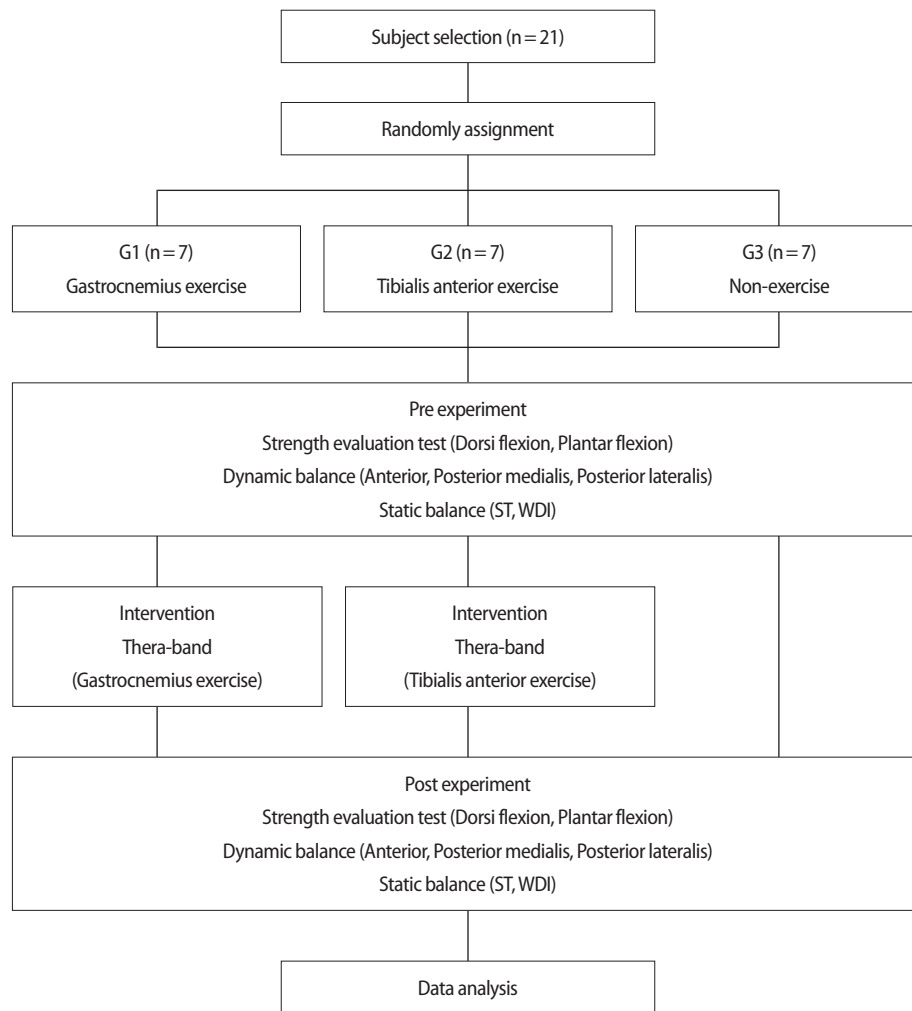 Subject selection (n = 21)
Randomly assignment
G1 (n = 7)
Gastrocnemius exercise
G2 (n = 7)
Tibialis anterior exercise
G3 (n = 7)
Non-exercise
Pre experiment
Strength evaluation test (Dorsi flexion, Plantar flexion)
Dynamic balance (Anterior, Posterior medialis, Posterior lateralis)
Static balance (ST, WDI)
Intervention
Thera-band
(Gastrocnemius exercise)
Intervention
Thera-band
(Tibialis anterior exercise)
Post experiment
Strength evaluation test (Dorsi flexion, Plantar flexion)
Dynamic balance (Anterior, Posterior medialis, Posterior lateralis)
Static balance (ST, WDI)
Data analysis